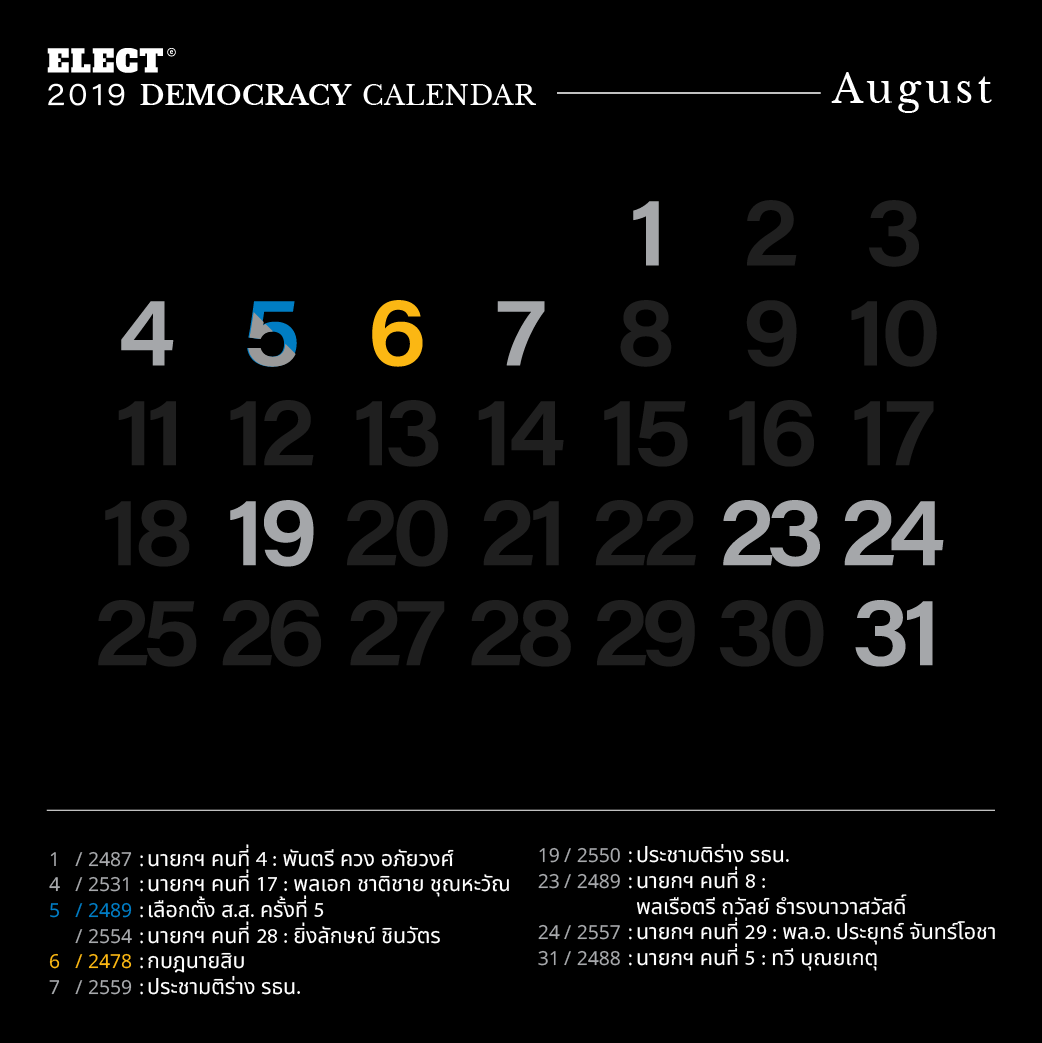 ELECT©
2019 DEMOCRACY CALENDAR August
1 2 3
4 5 6 7 8 9 10
11 12 13 14 15 16 17
18 19 20 21 22 23 24
25 26 27 28 29 30 31
1 / 2487 : นายกฯ คนที่ 4 : พันตรี ควง อภัยวงศ์
4 / 2531 : นายกฯ คนที่ 17 : พลเอก ชาติชาย ชุณหะวัณ
5 / 2489 : เลือกตั้ง ส.ส. ครั้งที่ 5
/ 2554 : นายกฯ คนที่ 28 : ยิ่งลักษณ์ ชินวัตร
6 / 2478 : กบฎนายสิบ
7 / 2559 : ประชามติร่าง รธน.
19 / 2550 : ประชามติร่าง รธน.
23 / 2489 : นายกฯ คนที่ 8 :
พลเรือตรี ถวัลย์ ธำรงนาวาสวัสดิ์
24 / 2557 : นายกฯ คนที่ 29 : พล.อ. ประยุทธ์ จันทร์โอชา
31 / 2488 : นายกฯ คนที่ 5 : ทวี บุณยเกตุ